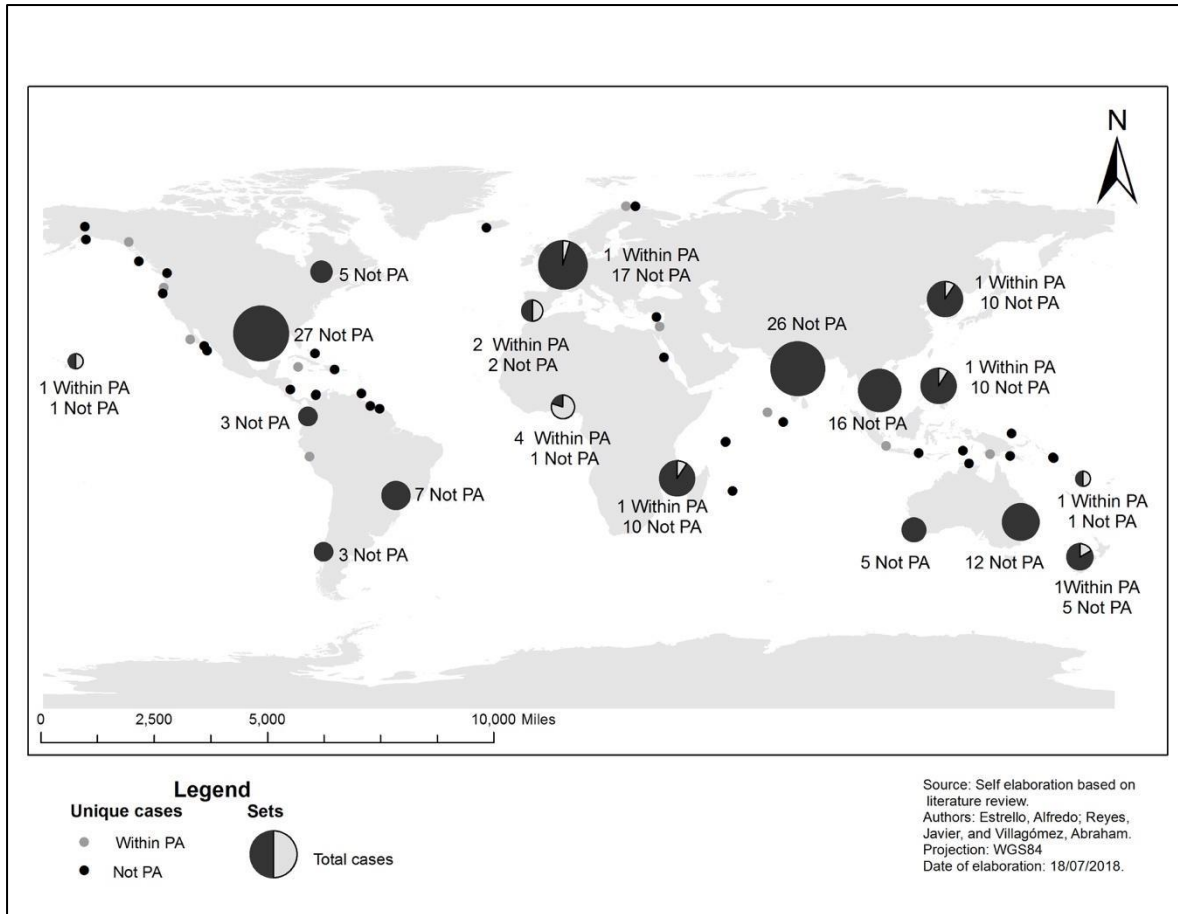 N
1 Within PA
17 Not PA
5 Not PA
1 Within PA
10 Not PA
27 Not PA
26 Not PA
2 Within PA
2 Not PA
1 Within PA
1 Not PA
1 Within PA
10 Not PA
3 Not PA
16 Not PA
4 Within PA
1 Not PA
7 Not PA
1 Within PA
10 Not PA
1 Within PA
1 Not PA
3 Not PA
5 Not PA
12 Not PA
1Within PA
5 Not PA
0 2,500 5,000 10,000 Miles
Legend
Unique cases
Within PA
Not PA
Sets
Total cases
Source: Self elaboration based on
literature review.
Authors: Estrello, Alfredo; Reyes,
Javier, and Villagómez, Abraham.
Projection: WGS84
Date of elaboration: 18/07/2018.